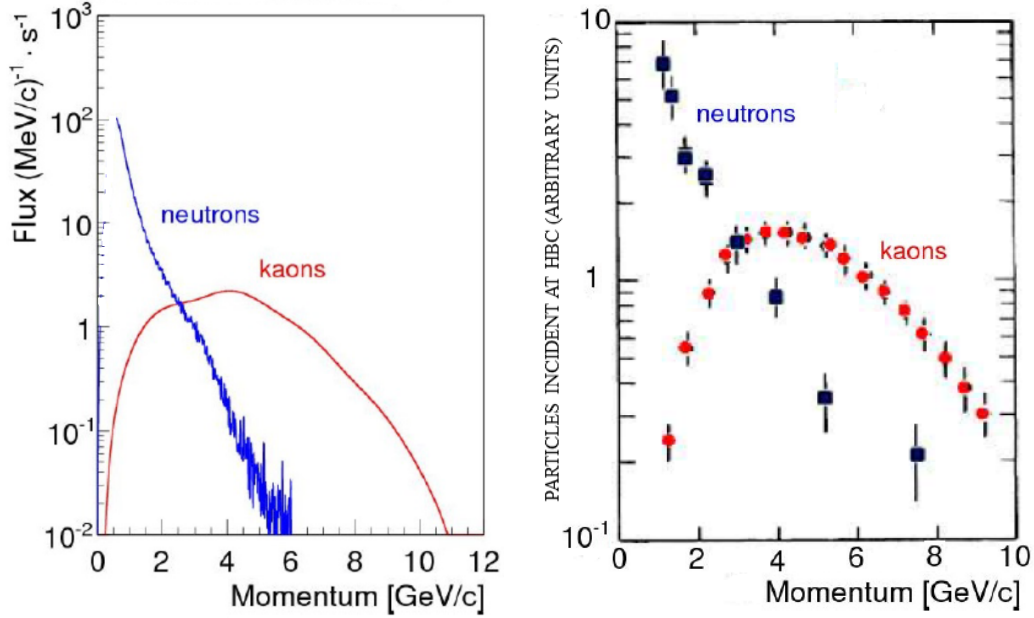 Flux (MeV/c)⁻¹ · s⁻¹
10³
10²
10
1
10⁻¹
10⁻²
neutrons
kaons
0 2 4 6 8 10 12
Momentum [GeV/c]
PARTICLES INCIDENT AT HBC (ARBITRARY UNITS)
10
1
10⁻¹
neutrons
kaons
0 2 4 6 8 10
Momentum [GeV/c]